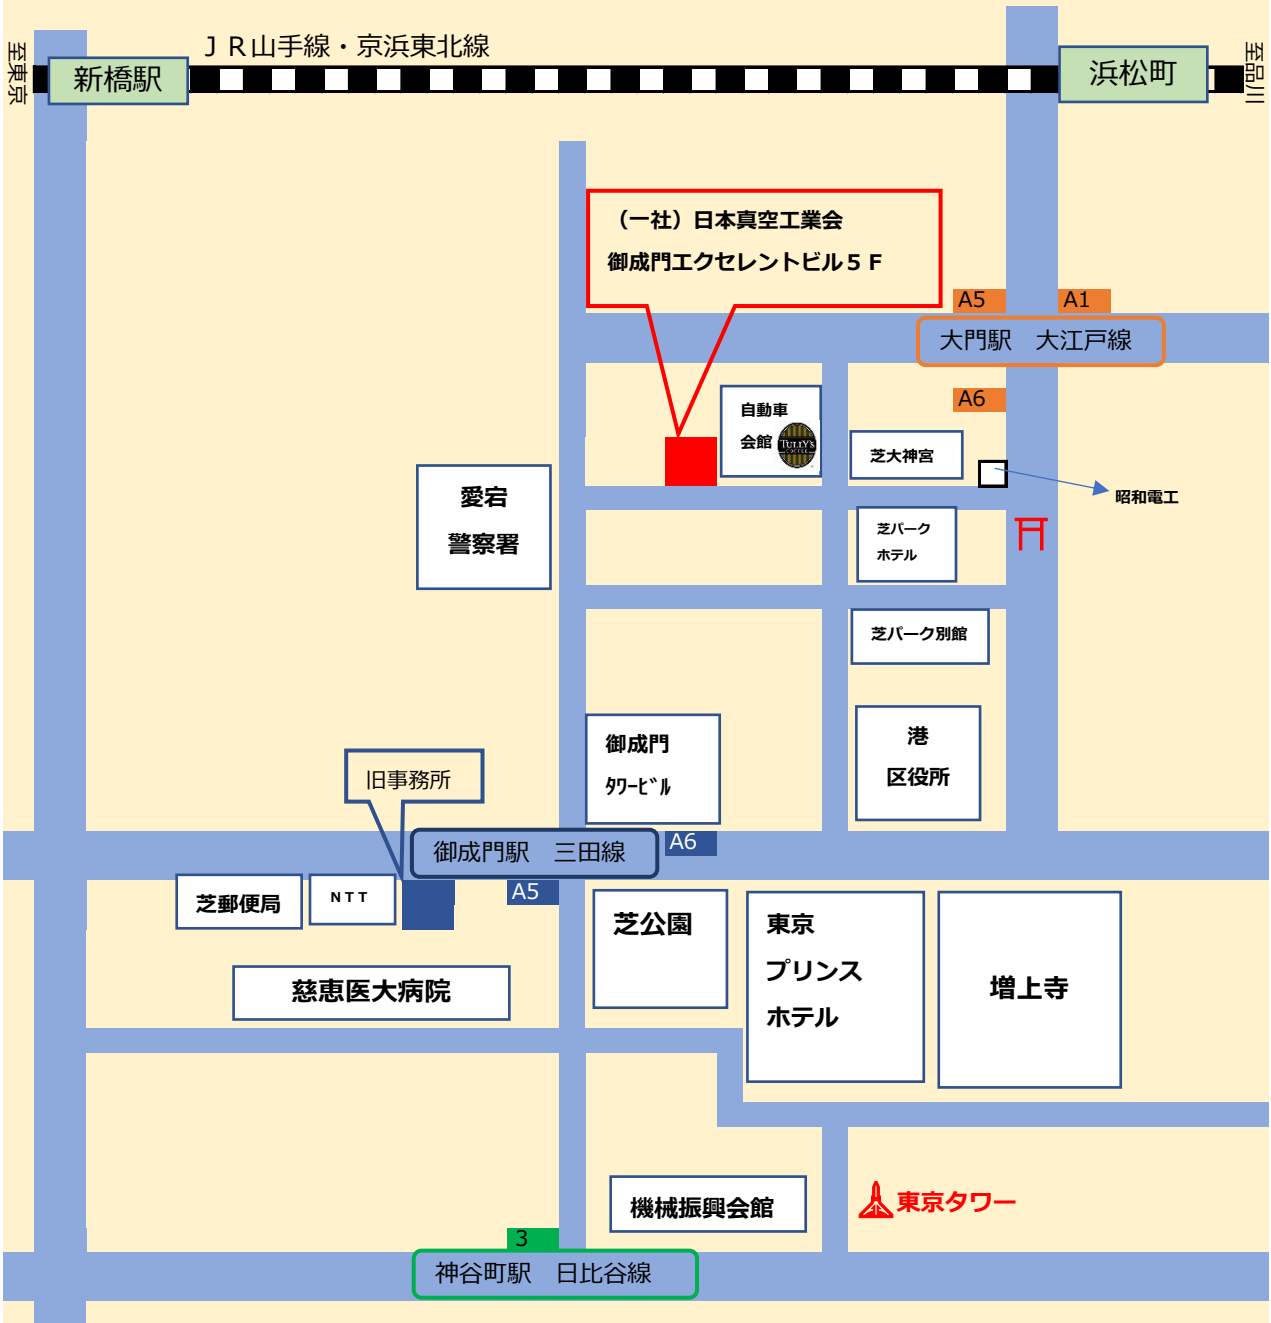 ＪＲ山手線・京浜東北線
至東京
新橋駅
浜松町
至品川
（一社）日本真空工業会
御成門エクセレントビル５Ｆ
A5
A1
大門駅　大江戸線
A6
自動車
会館
TULLY'S
COFFEE
芝大神宮
昭和電工
愛宕
警察署
芝パーク
ホテル
芝パーク別館
御成門
ﾀﾜｰﾋﾞﾙ
港
区役所
旧事務所
御成門駅　三田線
A6
A5
芝郵便局
ＮＴＴ
芝公園
東京
プリンス
ホテル
増上寺
慈恵医大病院
機械振興会館
東京タワー
3
神谷町駅　日比谷線